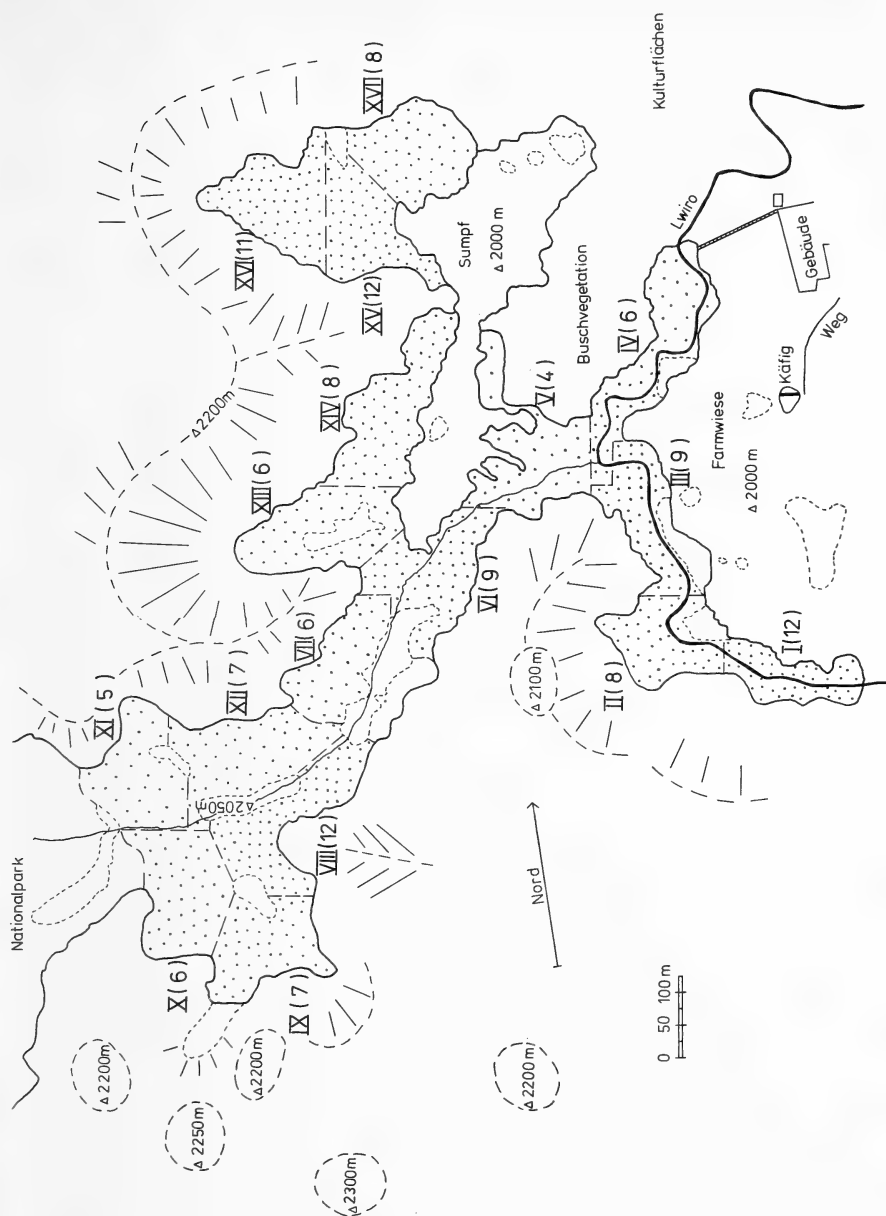 Nationalpark
XI (5)
XII (7)
VII (6)
XIII (6)
XIV (8)
XV (12)
XVI (11)
XVII (8)
△ 2200m
△ 2050m
X (6)
IX (7)
VIII (12)
VI (9)
V (4)
IV (6)
III (9)
II (8)
I (12)
Sumpf
△ 2000 m
Buschvegetation
Kulturflächen
Lwiro
Gebäude
Weg
Käfig
Farmwiese
△ 2000 m
△ 2100m
△ 2200m
△ 2250m
△ 2200m
△ 2300m
△ 2200m
Nord
0 50 100 m